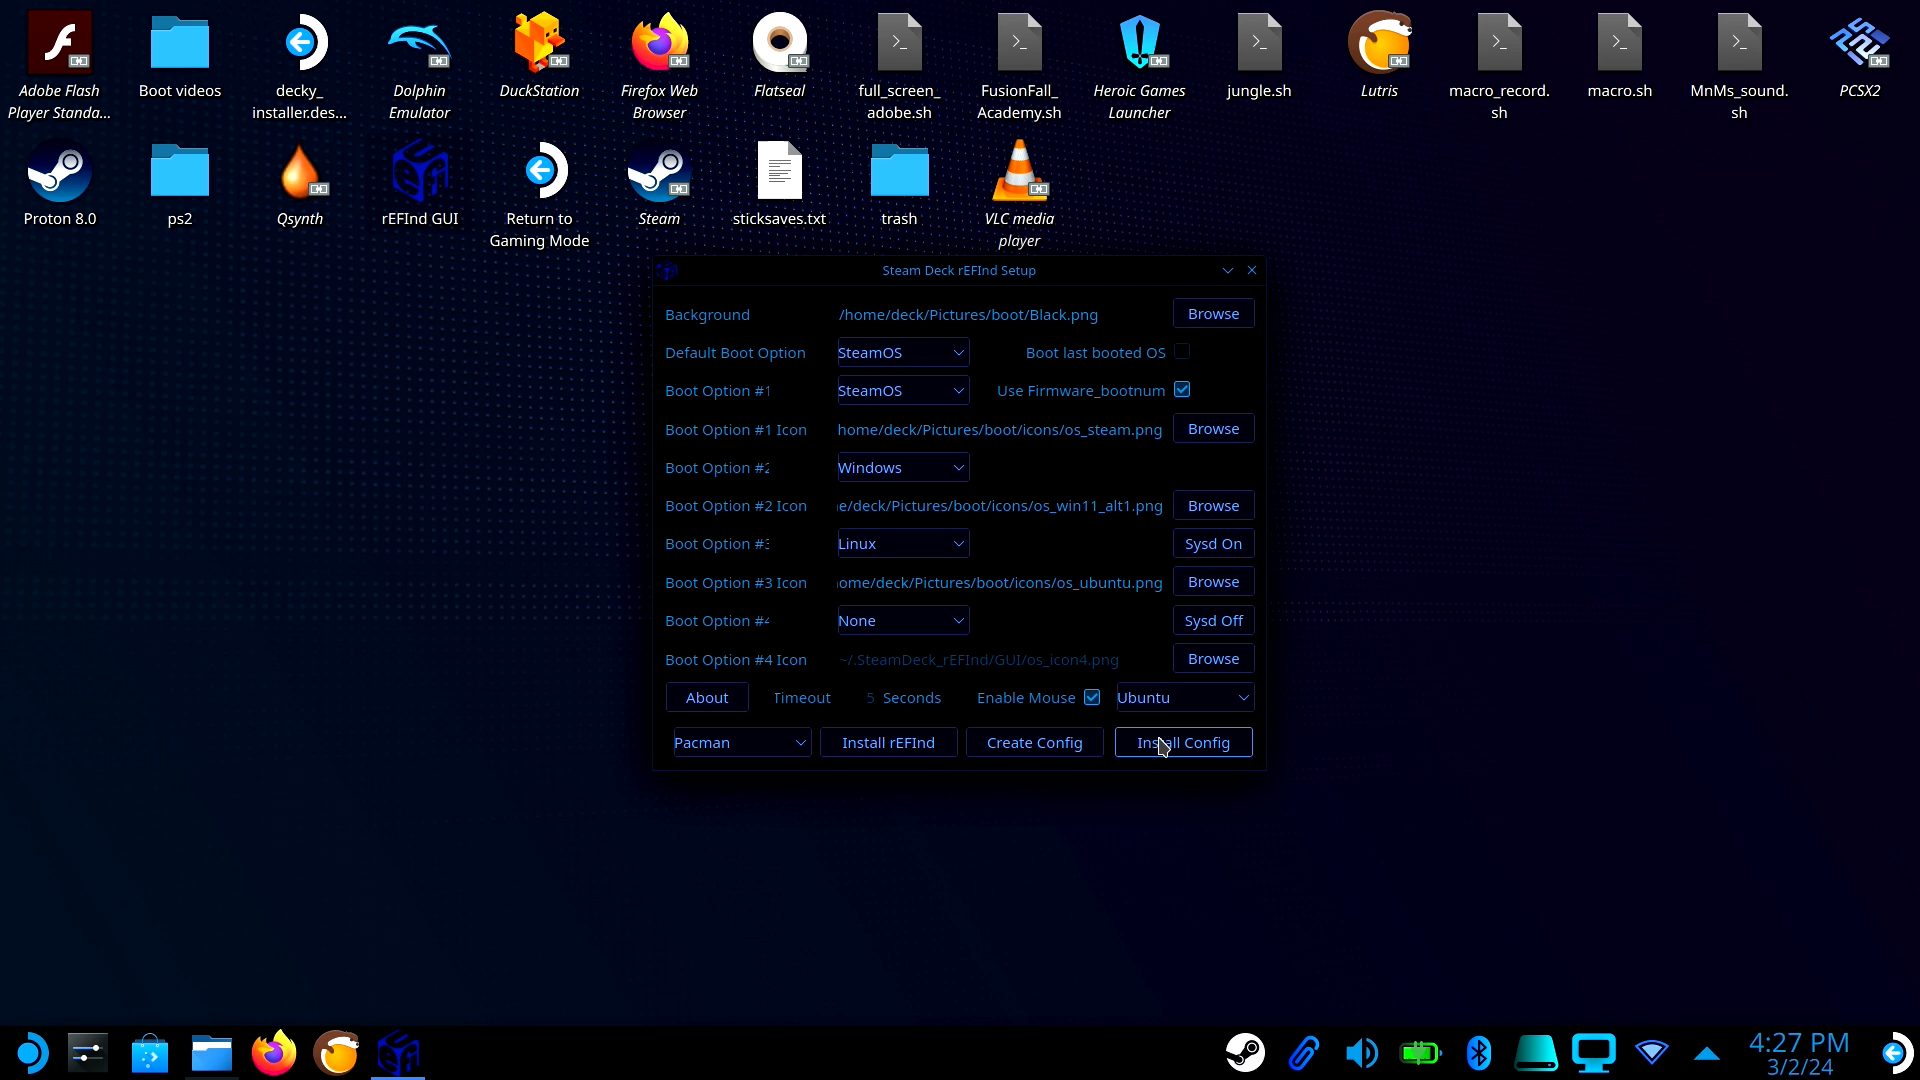 Adobe Flash
Player Standa...
Boot videos
decky_
installer.des...
Dolphin
Emulator
DuckStation
Firefox Web
Browser
Flatseal
full_screen_
adobe.sh
FusionFall_
Academy.sh
Heroic Games
Launcher
jungle.sh
Lutris
macro_record.
sh
macro.sh
MnMs_sound.
sh
PCSX2
Proton 8.0
ps2
Qsynth
rEFInd GUI
Return to
Gaming Mode
Steam
sticksaves.txt
trash
VLC media
player
Steam Deck rEFInd Setup
Background /home/deck/Pictures/boot/Black.png Browse
Default Boot Option SteamOS Boot last booted OS
Boot Option #1 SteamOS Use Firmware_bootnum
Boot Option #1 Icon home/deck/Pictures/boot/icons/os_steam.png Browse
Boot Option #2 Windows
Boot Option #2 Icon e/deck/Pictures/boot/icons/os_win11_alt1.png Browse
Boot Option #3 Linux Sysd On
Boot Option #3 Icon ome/deck/Pictures/boot/icons/os_ubuntu.png Browse
Boot Option #4 None Sysd Off
Boot Option #4 Icon ~/.SteamDeck_rEFInd/GUI/os_icon4.png Browse
About Timeout 5 Seconds Enable Mouse Ubuntu
Pacman Install rEFInd Create Config Install Config
4:27 PM
3/2/24